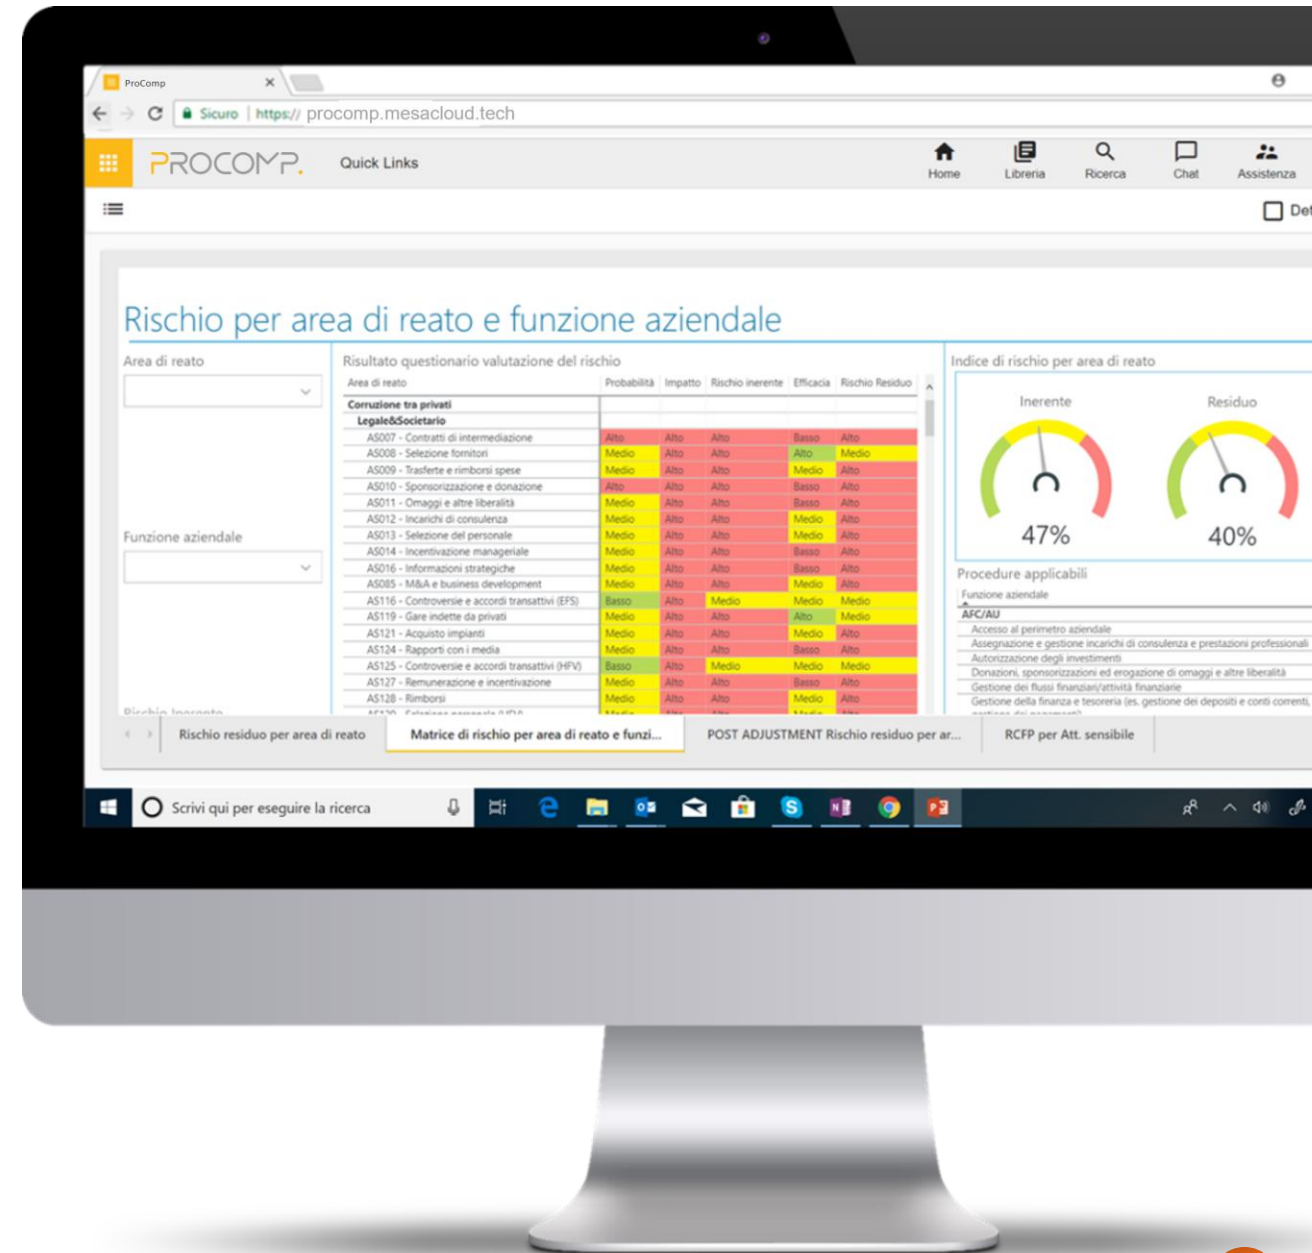 ProComp
Sicuro | https:// procomp.mesacloud.tech
PROCOMP.
Quick Links
Home
Libreria
Ricerca
Chat
Assistenza
Rischio per area di reato e funzione aziendale
Area di reato
Funzione aziendale
Rischio Inerente
Risultato questionario valutazione del rischio
Area di reato Probabilità Impatto Rischio inerente Efficacia Rischio Residuo
Corruzione tra privati
Legale&Societario
AS007 - Contratti di intermediazione Alto Alto Alto Basso Alto
AS008 - Selezione fornitori Medio Alto Alto Alto Medio
AS009 - Trasferte e rimborsi spese Medio Alto Alto Medio Alto
AS010 - Sponsorizzazione e donazione Alto Alto Alto Basso Alto
AS011 - Omaggi e altre liberalità Medio Alto Alto Basso Alto
AS012 - Incarichi di consulenza Medio Alto Alto Medio Alto
AS013 - Selezione del personale Medio Alto Alto Medio Alto
AS014 - Incentivazione manageriale Medio Alto Alto Basso Alto
AS016 - Informazioni strategiche Medio Alto Alto Basso Alto
AS085 - M&A e business development Medio Alto Alto Medio Alto
AS116 - Controversie e accordi transattivi (EFS) Basso Alto Medio Medio Medio
AS119 - Gare indette da privati Medio Alto Alto Alto Medio
AS121 - Acquisto impianti Medio Alto Alto Medio Alto
AS124 - Rapporti con i media Medio Alto Alto Basso Alto
AS125 - Controversie e accordi transattivi (HFV) Basso Alto Medio Medio Medio
AS127 - Remunerazione e incentivazione Medio Alto Alto Basso Alto
AS128 - Rimborsi Medio Alto Alto Medio Alto
Indice di rischio per area di reato
Inerente
Residuo
47%
40%
Procedure applicabili
Funzione aziendale
AFC/AU
Accesso al perimetro aziendale
Assegnazione e gestione incarichi di consulenza e prestazioni professionali
Autorizzazione degli investimenti
Donazioni, sponsorizzazioni ed erogazione di omaggi e altre liberalità
Gestione dei flussi finanziari/attività finanziarie
Gestione della finanza e tesoreria (es. gestione dei depositi e conti correnti,
Rischio residuo per area di reato
Matrice di rischio per area di reato e funzi...
POST ADJUSTMENT Rischio residuo per ar...
RCFP per Att. sensibile
Scrivi qui per eseguire la ricerca